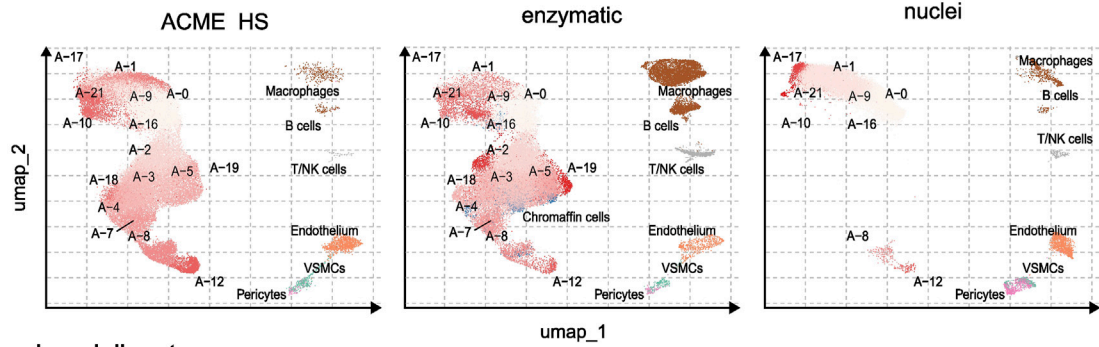 ACME HS
enzymatic
nuclei
A-17
A-1
A-21
A-9
A-0
Macrophages
A-10
A-16
B cells
A-2
T/NK cells
A-3
A-5
A-19
A-18
A-4
A-7
A-8
Endothelium
VSMCs
A-12
Pericytes
umap_2
A-17
A-1
A-21
A-9
A-0
Macrophages
A-10
A-16
B cells
A-2
T/NK cells
A-3
A-5
A-19
A-18
A-4
Chromaffin cells
A-7
A-8
Endothelium
VSMCs
A-12
Pericytes
umap_1
A-17
A-1
Macrophages
A-21
A-9
A-0
B cells
A-10
A-16
T/NK cells
A-8
Endothelium
VSMCs
A-12
Pericytes